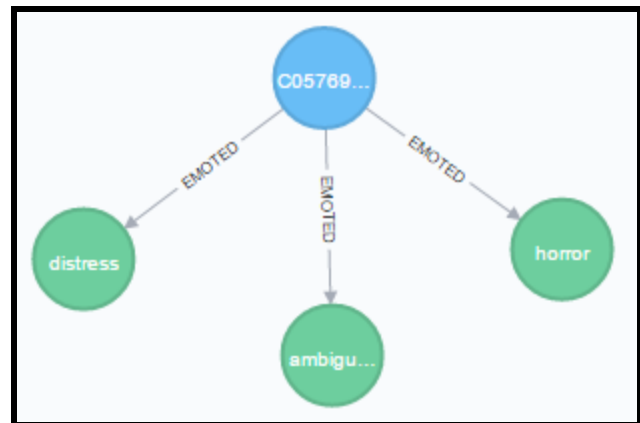 C05769...
EMOTED
EMOTED
EMOTED
distress
horror
ambigu...